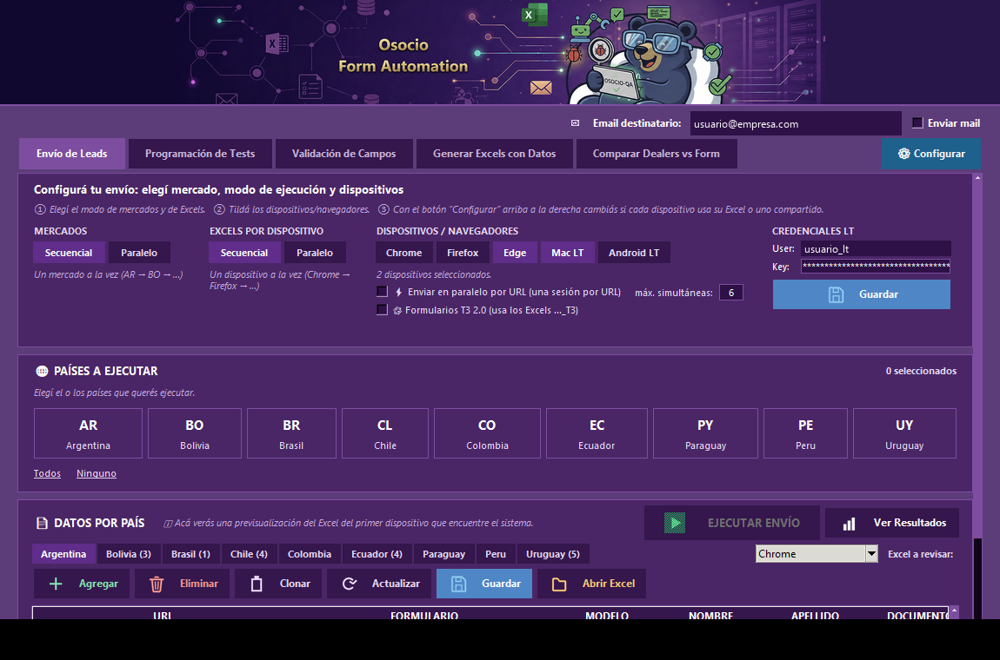 Osocio
Form Automation
OSOCIO-QA
Email destinatario: usuario@empresa.com Enviar mail
Envío de Leads Programación de Tests Validación de Campos Generar Excels con Datos Comparar Dealers vs Form Configurar
Configurá tu envío: elegí mercado, modo de ejecución y dispositivos
① Elegí el modo de mercados y de Excels. ② Tildá los dispositivos/navegadores. ③ Con el botón "Configurar" arriba a la derecha cambiás si cada dispositivo usa su Excel o uno compartido.
MERCADOS EXCELS POR DISPOSITIVO DISPOSITIVOS / NAVEGADORES CREDENCIALES LT
Secuencial Paralelo Secuencial Paralelo Chrome Firefox Edge Mac LT Android LT User: usuario_lt
Un mercado a la vez (AR → BO → ...) Un dispositivo a la vez (Chrome → Firefox → ...) 2 dispositivos seleccionados. Key: ************************************
Enviar en paralelo por URL (una sesión por URL) máx. simultáneas: 6 Guardar
Formularios T3 2.0 (usa los Excels ..._T3)
PAÍSES A EJECUTAR 0 seleccionados
Elegí el o los países que querés ejecutar.
AR BO BR CL CO EC PY PE UY
Argentina Bolivia Brasil Chile Colombia Ecuador Paraguay Peru Uruguay
Todos Ninguno
DATOS POR PAÍS Acá verás una previsualización del Excel del primer dispositivo que encuentre el sistema. EJECUTAR ENVÍO Ver Resultados
Argentina Bolivia (3) Brasil (1) Chile (4) Colombia Ecuador (4) Paraguay Peru Uruguay (5) Chrome Excel a revisar:
Agregar Eliminar Clonar Actualizar Guardar Abrir Excel
URL FORMULARIO MODELO NOMBRE APELLIDO DOCUMENTO